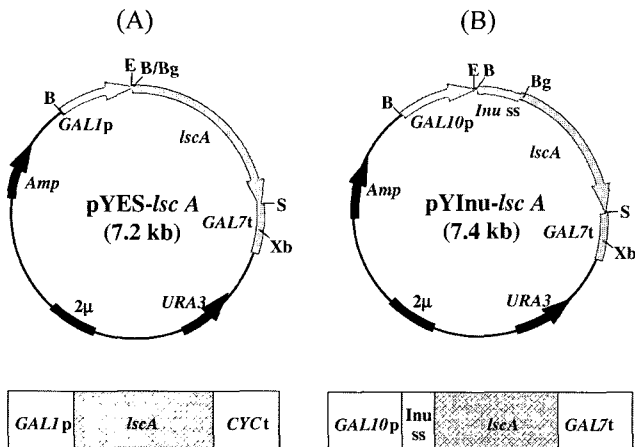 (A)
E B/Bg
B
GAL1p
lscA
Amp
pYES-lsc A
(7.2 kb)
S
GAL7t
Xb
2μ
URA3
GAL1p lscA CYCt
(B)
E B
Bg
B
GAL10p
Inu ss
lscA
Amp
pYInu-lsc A
(7.4 kb)
S
GAL7t
Xb
2μ
URA3
GAL10p Inu ss lscA GAL7t